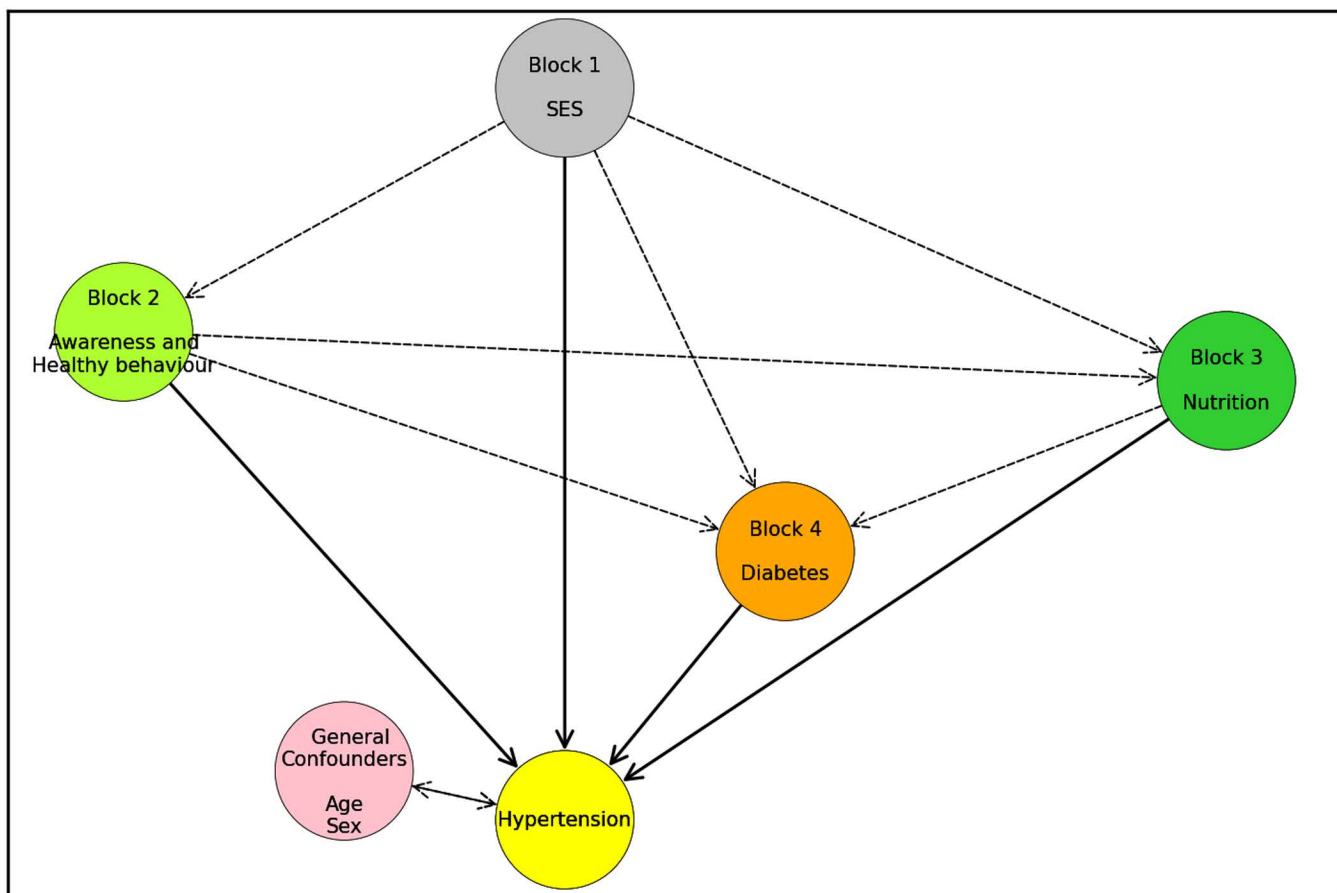 Block 1
SES
Block 2
Awareness and
Healthy behaviour
Block 3
Nutrition
Block 4
Diabetes
General
Confounders
Age
Sex
Hypertension